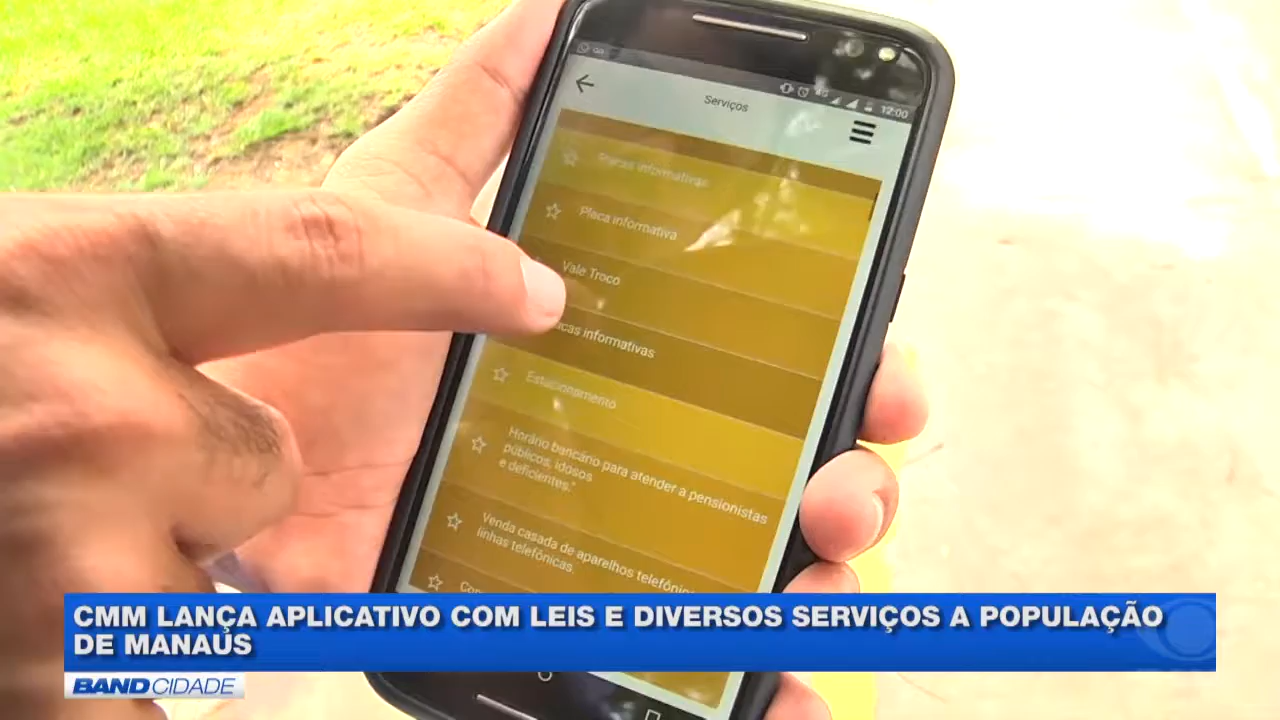 12:00
Serviços
Placas informativas
Placa informativa
Vale Troco
informativas
Estacionamento
Horário bancário para atender a pensionistas
públicos, idosos
e deficientes."
Venda casada de aparelhos
linhas telefônicas.
CMM LANÇA APLICATIVO COM LEIS E DIVERSOS SERVIÇOS A POPULAÇÃO
DE MANAUS
BAND CIDADE